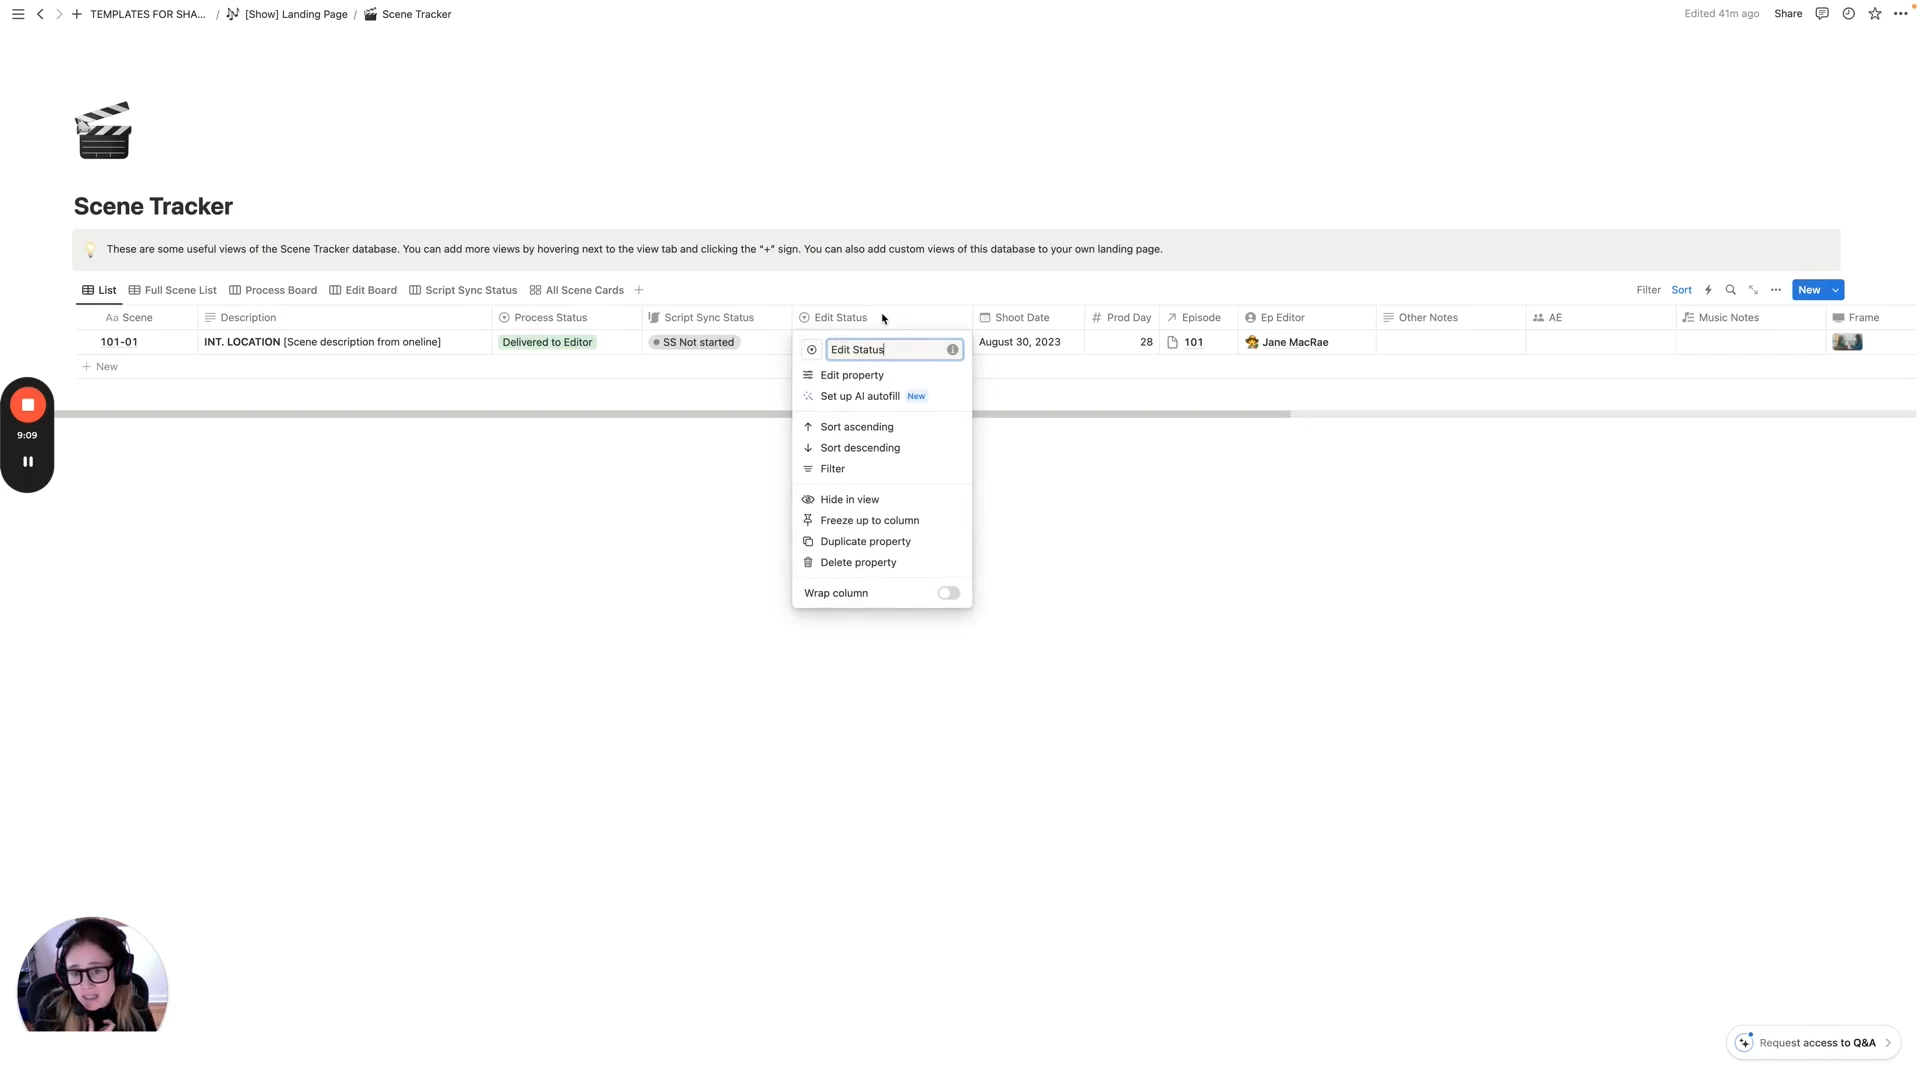 TEMPLATES FOR SHA... / [Show] Landing Page / Scene Tracker
Edited 41m ago Share
Scene Tracker
These are some useful views of the Scene Tracker database. You can add more views by hovering next to the view tab and clicking the “+” sign. You can also add custom views of this database to your own landing page.
List Full Scene List Process Board Edit Board Script Sync Status All Scene Cards
Filter Sort New
Aa Scene Description Process Status Script Sync Status Edit Status Shoot Date # Prod Day Episode Ep Editor Other Notes AE Music Notes Frame
101-01 INT. LOCATION [Scene description from oneline] Delivered to Editor SS Not started August 30, 2023 28 101 Jane MacRae
New
Edit Status
Edit property
Set up AI autofill New
Sort ascending
Sort descending
Filter
Hide in view
Freeze up to column
Duplicate property
Delete property
Wrap column
9:09
Request access to Q&A